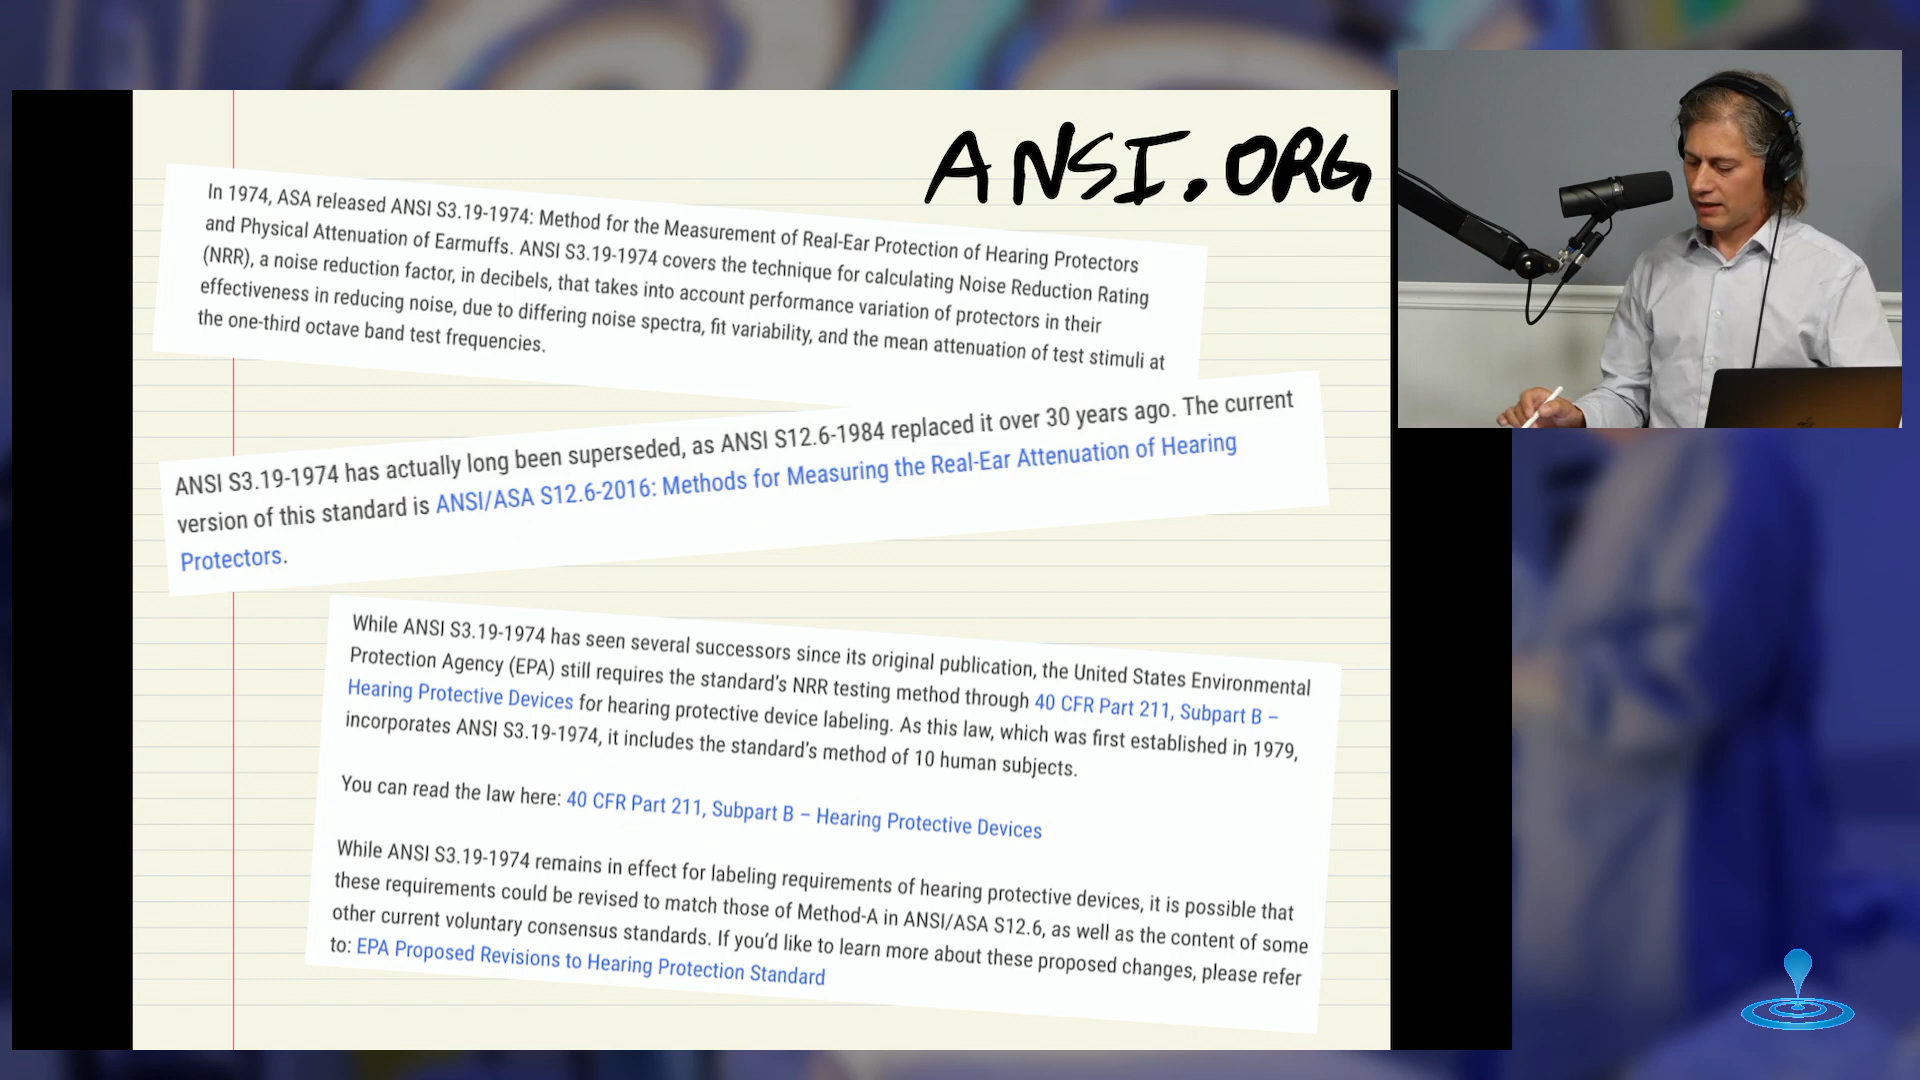 ANSI.ORG
In 1974, ASA released ANSI S3.19-1974: Method for the Measurement of Real-Ear Protection of Hearing Protectors
and Physical Attenuation of Earmuffs. ANSI S3.19-1974 covers the technique for calculating Noise Reduction Rating
(NRR), a noise reduction factor, in decibels, that takes into account performance variation of protectors in their
effectiveness in reducing noise, due to differing noise spectra, fit variability, and the mean attenuation of test stimuli at
the one-third octave band test frequencies.
ANSI S3.19-1974 has actually long been superseded, as ANSI S12.6-1984 replaced it over 30 years ago. The current
version of this standard is ANSI/ASA S12.6-2016: Methods for Measuring the Real-Ear Attenuation of Hearing
Protectors.
While ANSI S3.19-1974 has seen several successors since its original publication, the United States Environmental
Protection Agency (EPA) still requires the standard's NRR testing method through 40 CFR Part 211, Subpart B –
Hearing Protective Devices for hearing protective device labeling. As this law, which was first established in 1979,
incorporates ANSI S3.19-1974, it includes the standard's method of 10 human subjects.
You can read the law here: 40 CFR Part 211, Subpart B – Hearing Protective Devices
While ANSI S3.19-1974 remains in effect for labeling requirements of hearing protective devices, it is possible that
these requirements could be revised to match those of Method-A in ANSI/ASA S12.6, as well as the content of some
other current voluntary consensus standards. If you'd like to learn more about these proposed changes, please refer
to: EPA Proposed Revisions to Hearing Protection Standard